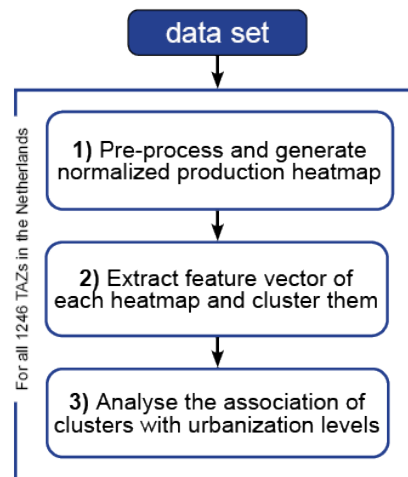 data set
For all 1246 TAZs in the Netherlands
1) Pre-process and generate
normalized production heatmap
2) Extract feature vector of
each heatmap and cluster them
3) Analyse the association of
clusters with urbanization levels